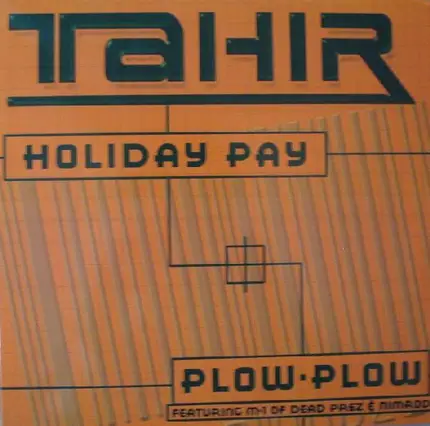 TaHIR
HOLIDAY PAY
PLOW·PLOW
FEATURING M-1 OF DEAD PREZ & NIMROD